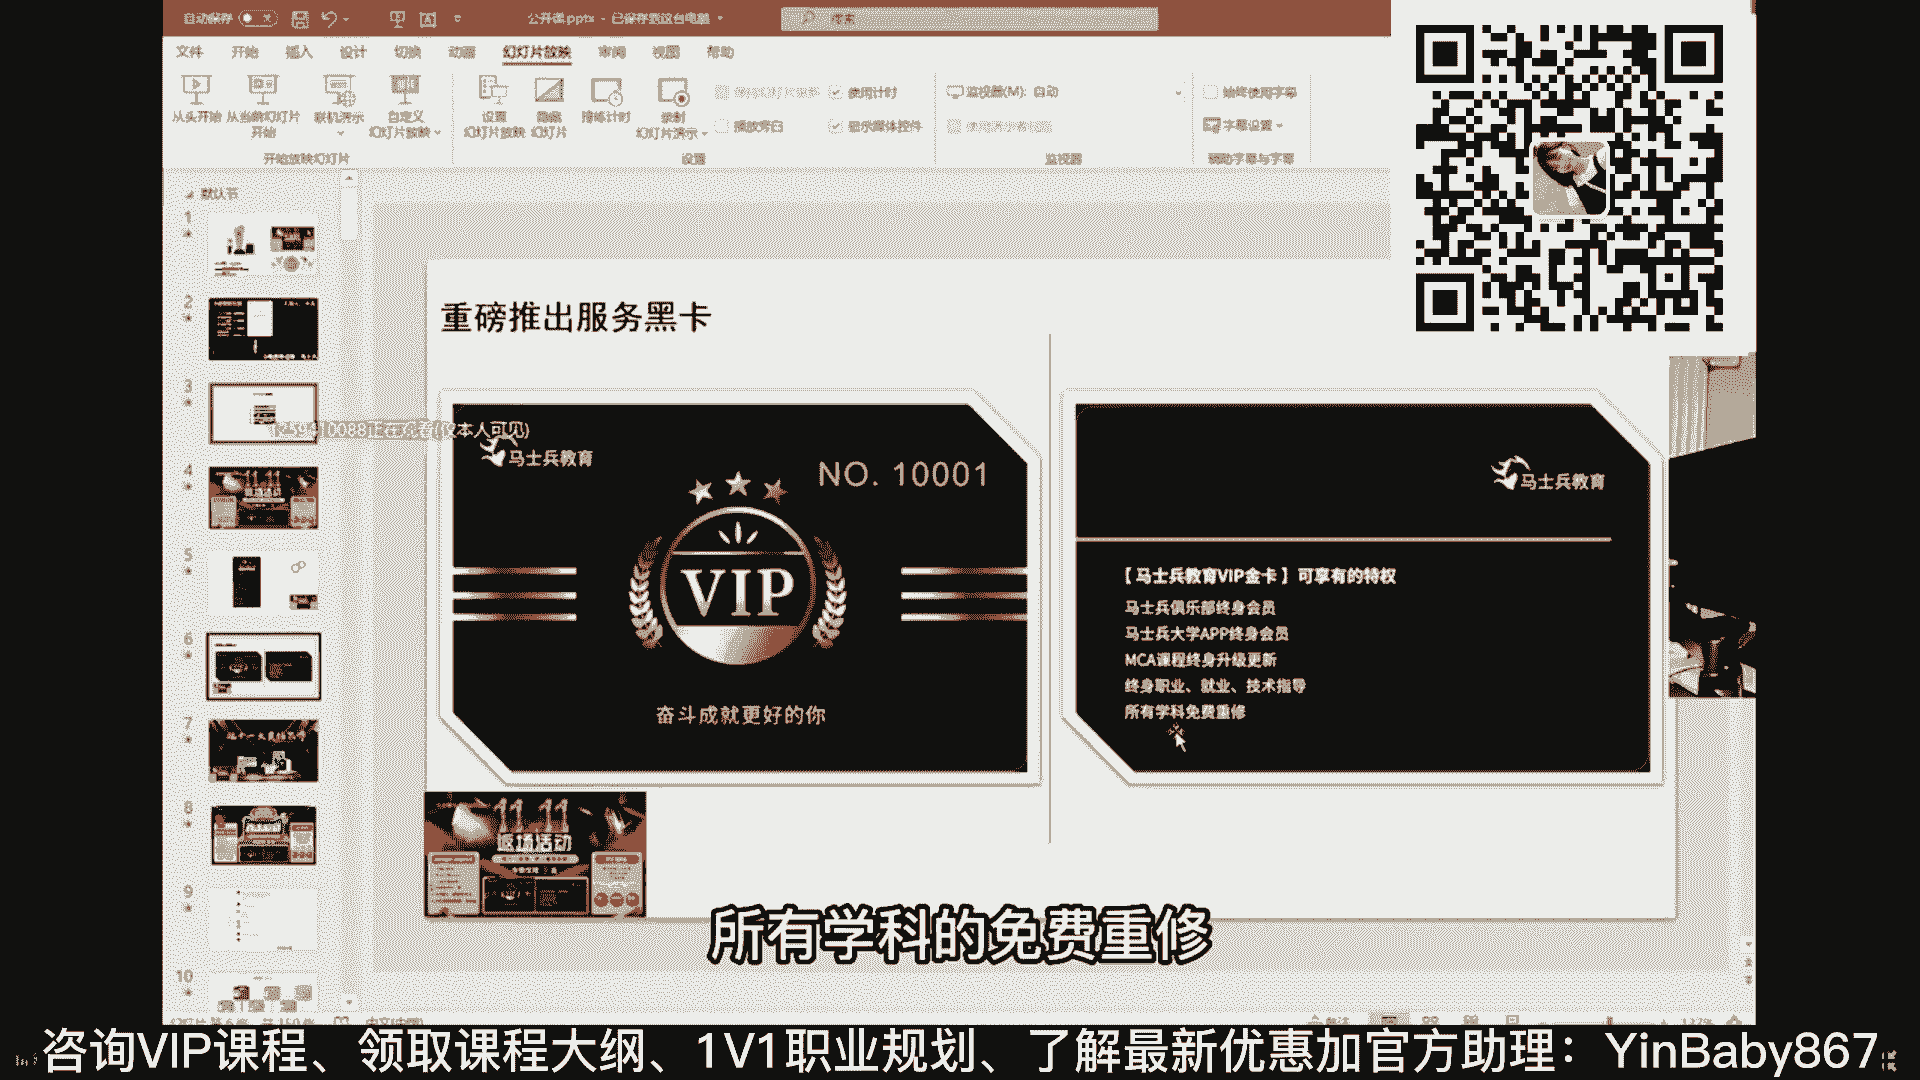 自动保存
公开课.pptx - 已保存到这台电脑
搜索
文件 开始 插入 设计 切换 动画 幻灯片放映 审阅 视图 帮助
从头开始 从当前幻灯片开始 联机演示 自定义幻灯片放映
设置幻灯片放映 隐藏幻灯片 排练计时 录制幻灯片演示
播放旁白 使用计时 显示媒体控件
监视器(M): 自动
使用演示者视图
始终使用字幕
字幕设置
开始放映幻灯片 设置 监视器 辅助字幕与字幕
默认节
1
2
3
4
5
6
7
8
9
10
重磅推出服务黑卡
正在观看(仅本人可见)
马士兵教育
NO. 10001
VIP
奋斗成就更好的你
马士兵教育
【马士兵教育VIP金卡】可享有的特权
马士兵俱乐部终身会员
马士兵大学APP终身会员
MCA课程终身升级更新
终身职业、就业、技术指导
所有学科免费重修
11.11
返场活动
所有学科的免费重修
咨询VIP课程、领取课程大纲、1V1职业规划、了解最新优惠加官方助理：YinBaby867